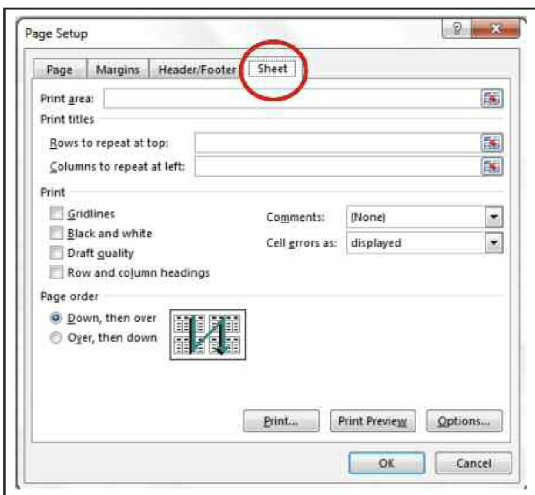 Page Setup
Page Margins Header/Footer Sheet
Print area:
Print titles
Rows to repeat at top:
Columns to repeat at left:
Print
Gridlines
Black and white
Draft quality
Row and column headings
Comments: (None)
Cell errors as: displayed
Page order
Down, then over
Over, then down
Print... Print Preview Options...
OK Cancel